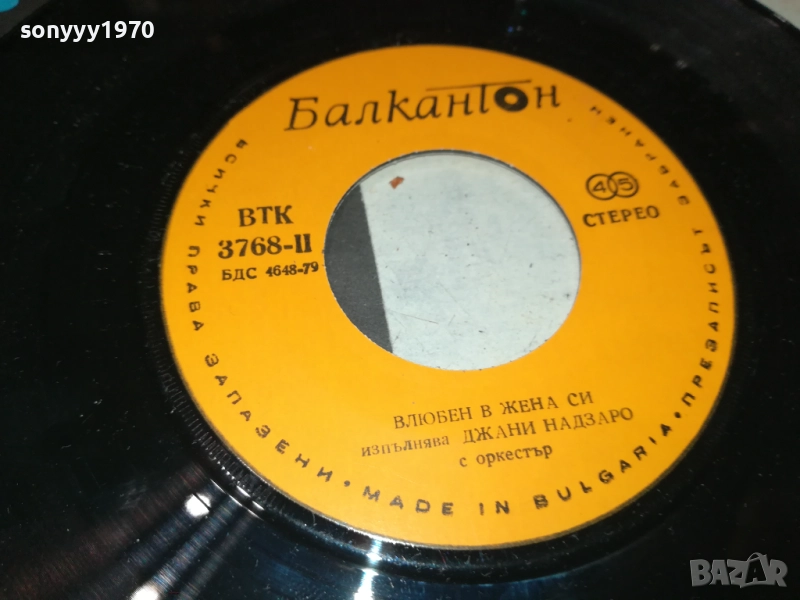 sonyyy1970
Балкантон
ВТК
3768-II
БДС 4648-79
45
СТЕРЕО
ВЛЮБЕН В ЖЕНА СИ
изпълнява ДЖАНИ НАДЗАРО
с оркестър
ВСИЧКИ ПРАВА ЗАПАЗЕНИ • MADE IN BULGARIA • ПРЕЗАПИСЪТ ЗАБРАНЕН
BAZAR